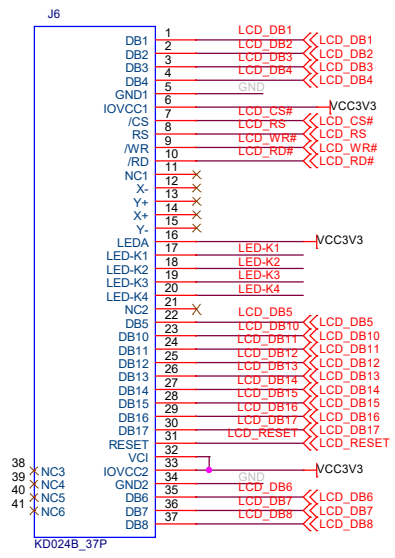 J6
DB1 1 LCD_DB1 LCD_DB1
DB2 2 LCD_DB2 LCD_DB2
DB3 3 LCD_DB3 LCD_DB3
DB4 4 LCD_DB4 LCD_DB4
GND1 5 GND
IOVCC1 6 VCC3V3
/CS 7 LCD_CS# LCD_CS#
RS 8 LCD_RS LCD_RS
/WR 9 LCD_WR# LCD_WR#
/RD 10 LCD_RD# LCD_RD#
NC1 11
X- 12
Y+ 13
X+ 14
Y- 15
LEDA 16 VCC3V3
LED-K1 17 LED-K1
LED-K2 18 LED-K2
LED-K3 19 LED-K3
LED-K4 20 LED-K4
NC2 21
DB5 22 LCD_DB5 LCD_DB5
DB10 23 LCD_DB10 LCD_DB10
DB11 24 LCD_DB11 LCD_DB11
DB12 25 LCD_DB12 LCD_DB12
DB13 26 LCD_DB13 LCD_DB13
DB14 27 LCD_DB14 LCD_DB14
DB15 28 LCD_DB15 LCD_DB15
DB16 29 LCD_DB16 LCD_DB16
DB17 30 LCD_DB17 LCD_DB17
RESET 31 LCD_RESET LCD_RESET
VCI 32
38 NC3 IOVCC2 33 VCC3V3
39 NC4 GND2 34 GND
40 NC5 DB6 35 LCD_DB6 LCD_DB6
41 NC6 DB7 36 LCD_DB7 LCD_DB7
DB8 37 LCD_DB8 LCD_DB8
KD024B_37P